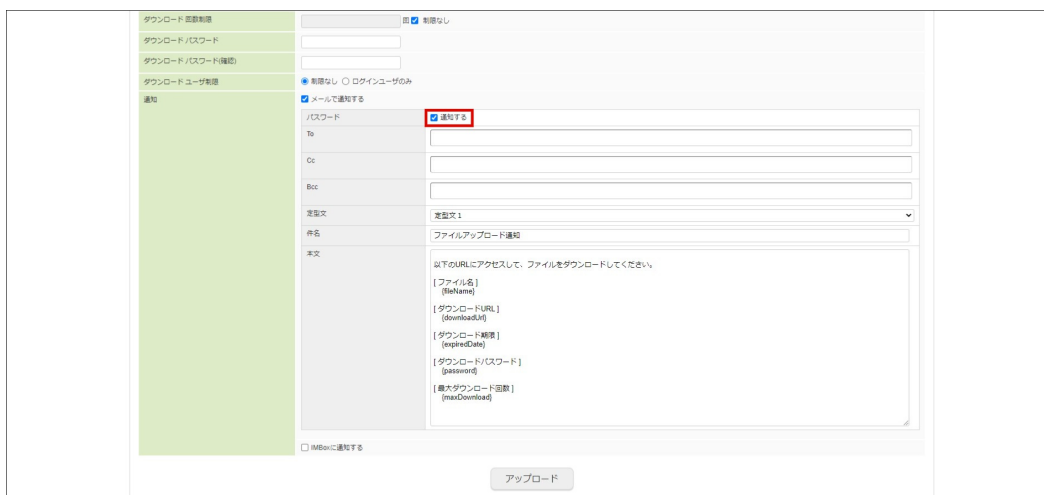 ダウンロード 回数制限
回 制限なし
ダウンロード パスワード
ダウンロード パスワード(確認)
ダウンロード ユーザ制限
制限なし ログインユーザのみ
通知
メールで通知する
パスワード
通知する
To
Cc
Bcc
定型文
定型文 1
件名
ファイルアップロード通知
本文
以下のURLにアクセスして、ファイルをダウンロードしてください。
[ ファイル名 ]
{fileName}
[ ダウンロードURL ]
{downloadUrl}
[ ダウンロード期限 ]
{expiredDate}
[ ダウンロードパスワード ]
{password}
[ 最大ダウンロード回数 ]
{maxDownload}
IMBoxに通知する
アップロード